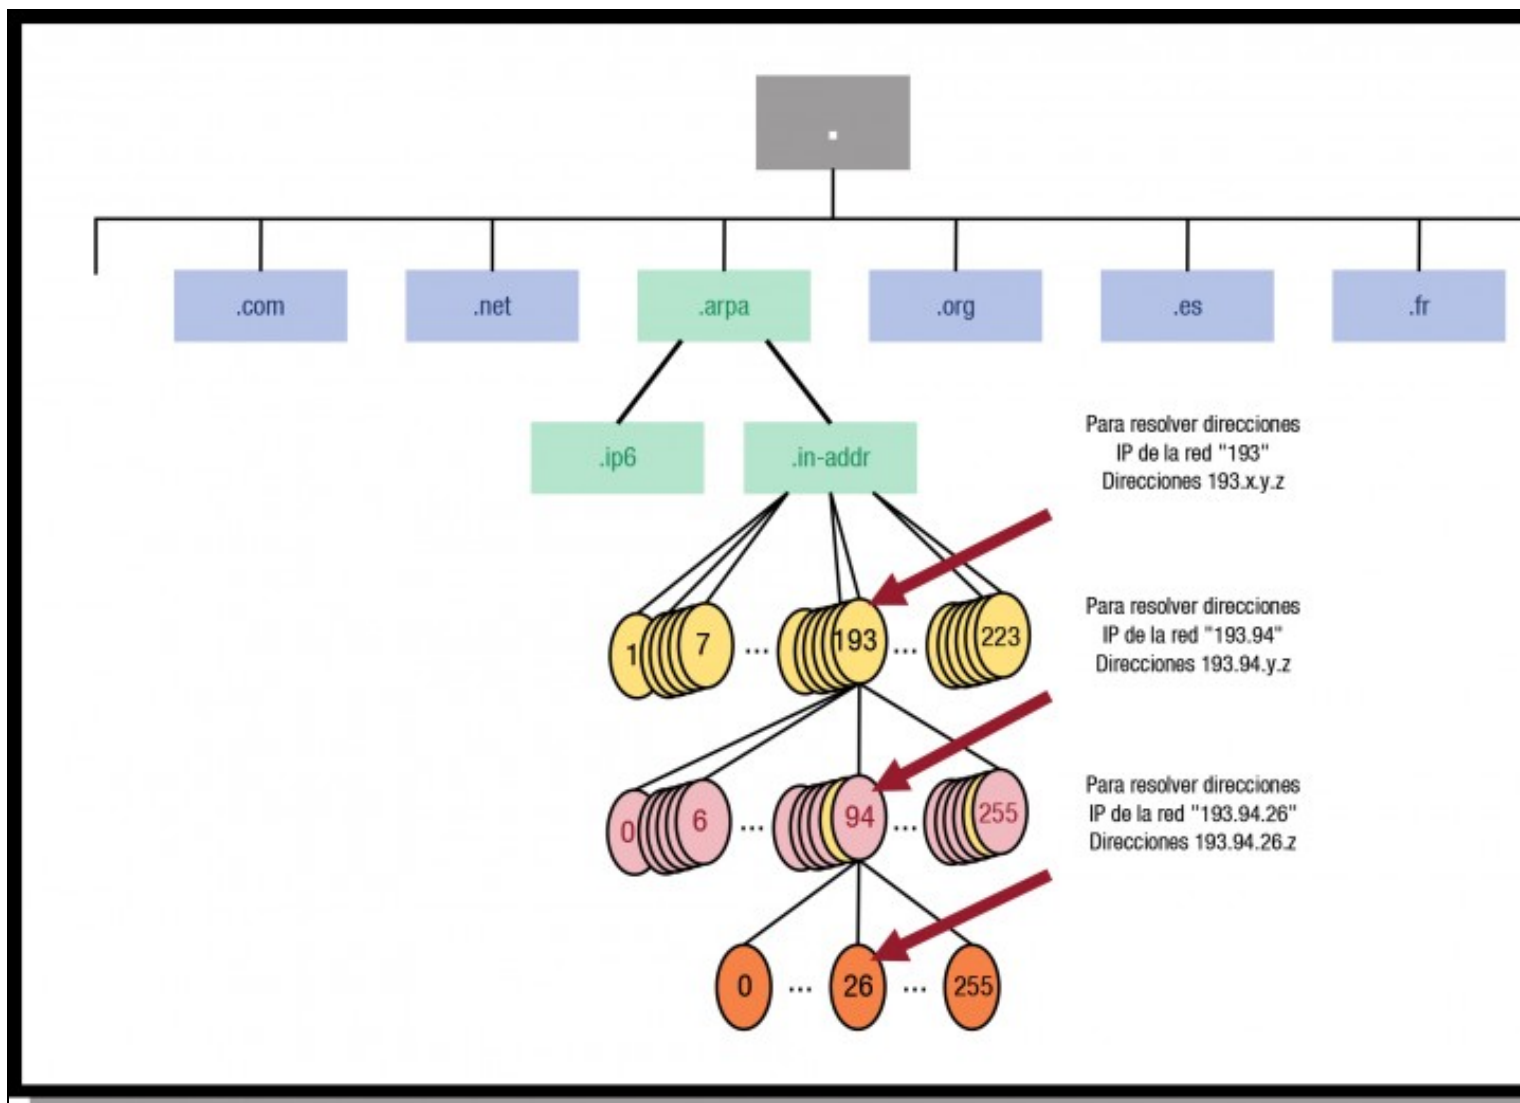 .
.com
.net
.arpa
.org
.es
.fr
.ip6
.in-addr
Para resolver direcciones
IP de la red "193"
Direcciones 193.x.y.z
1
7
...
193
...
223
Para resolver direcciones
IP de la red "193.94"
Direcciones 193.94.y.z
0
6
...
94
...
255
Para resolver direcciones
IP de la red "193.94.26"
Direcciones 193.94.26.z
0
...
26
...
255